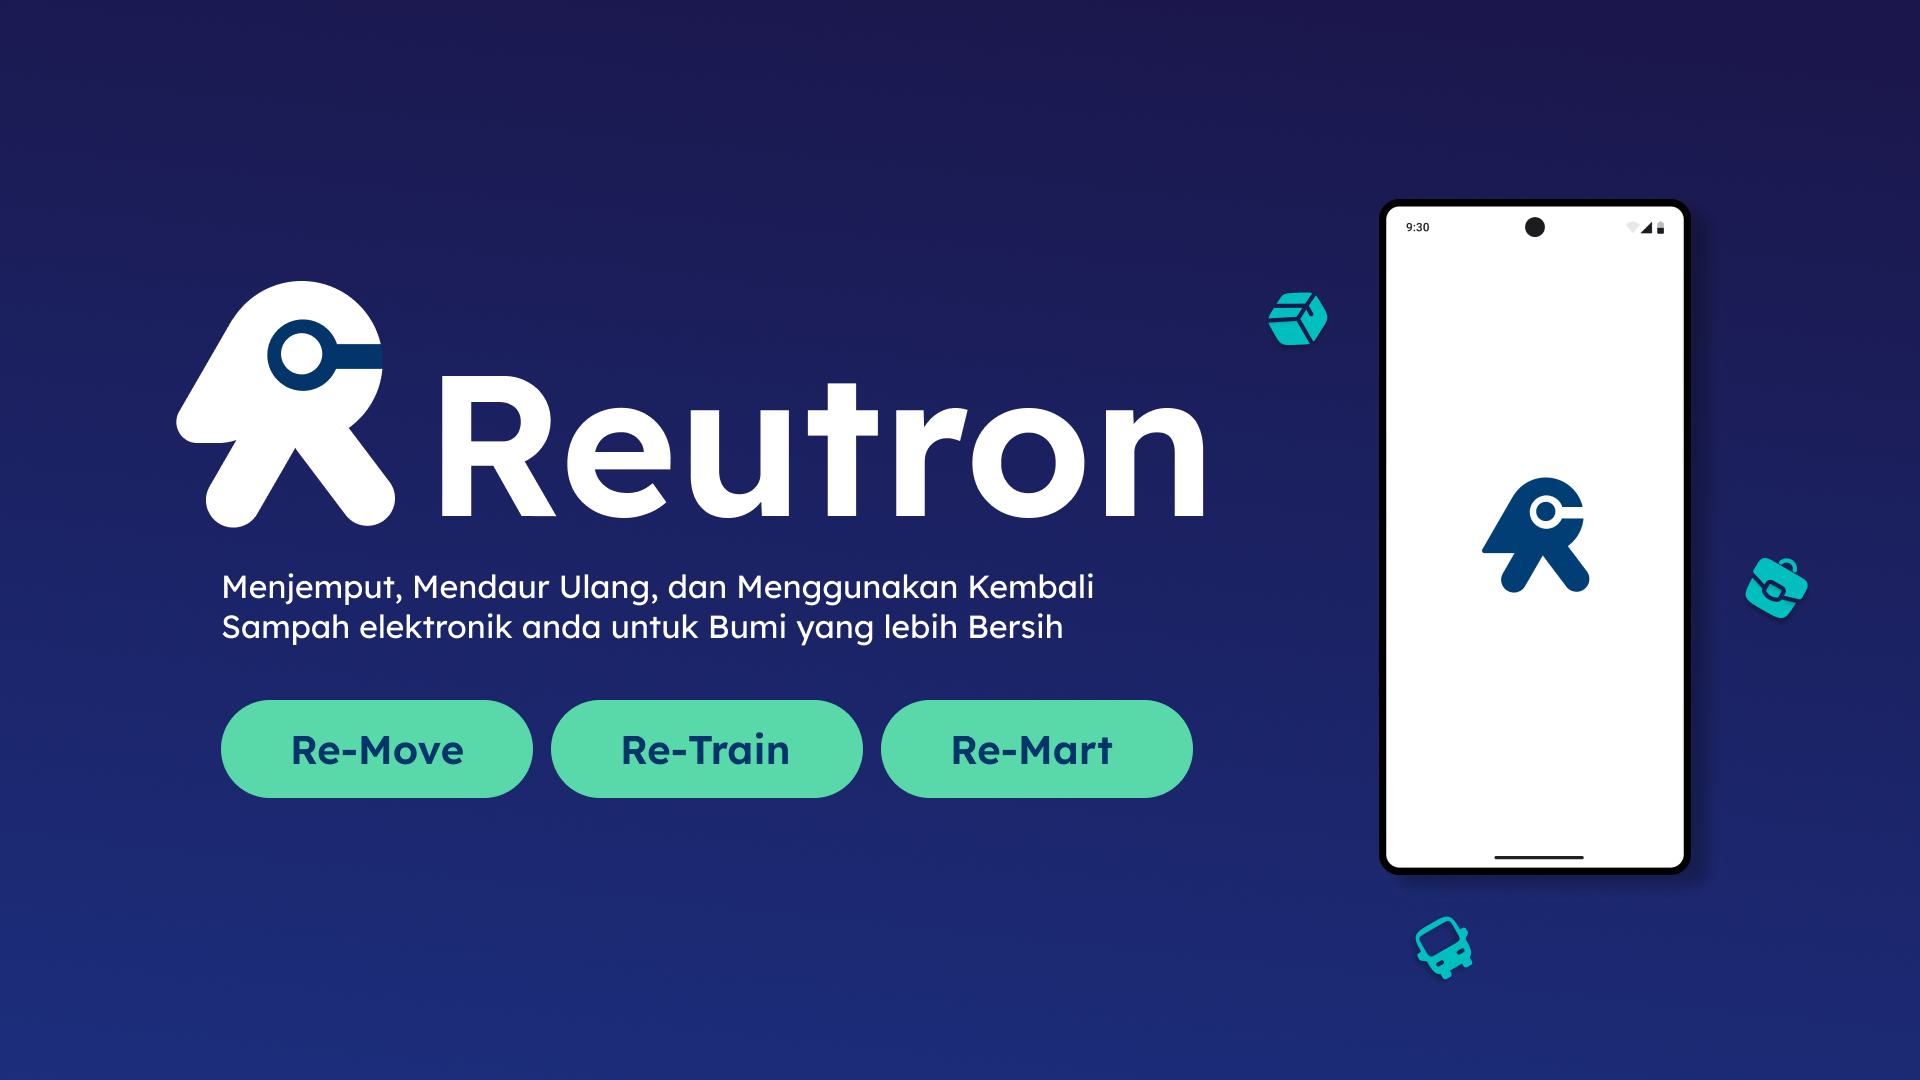 Reutron
Menjemput, Mendaur Ulang, dan Menggunakan Kembali
Sampah elektronik anda untuk Bumi yang lebih Bersih
Re-Move
Re-Train
Re-Mart
9:30